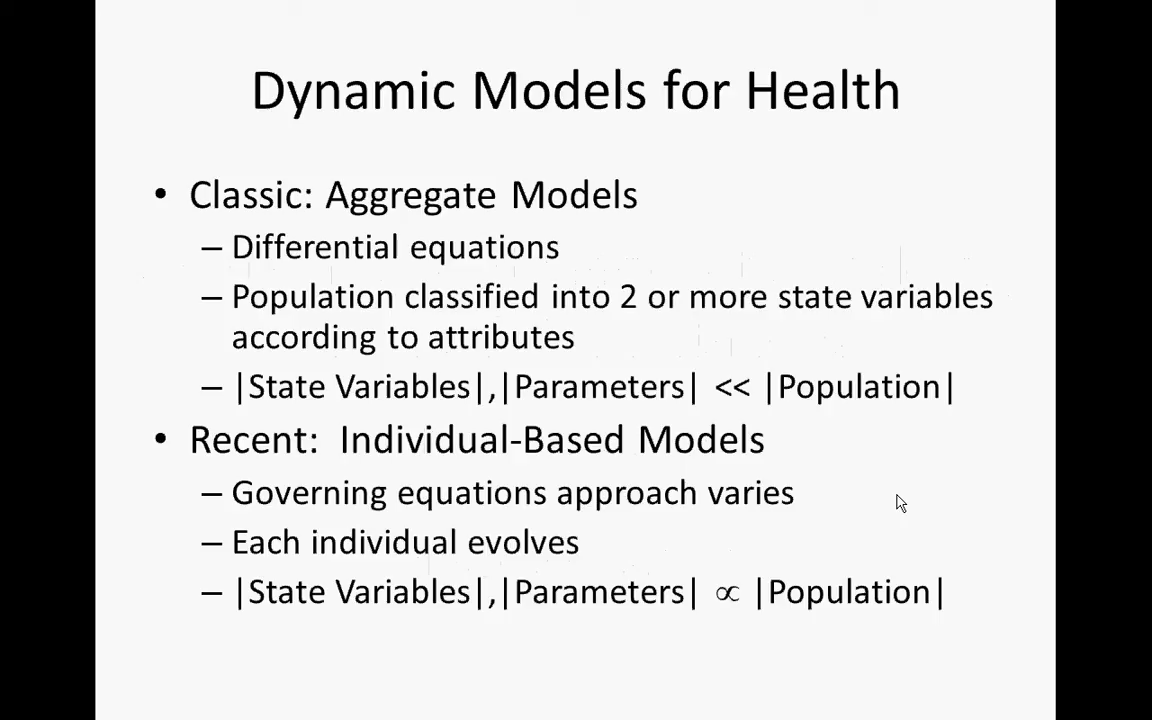 Dynamic Models for Health
• Classic: Aggregate Models
– Differential equations
– Population classified into 2 or more state variables
according to attributes
– |State Variables|,|Parameters| << |Population|
• Recent: Individual-Based Models
– Governing equations approach varies
– Each individual evolves
– |State Variables|,|Parameters| ∝ |Population|